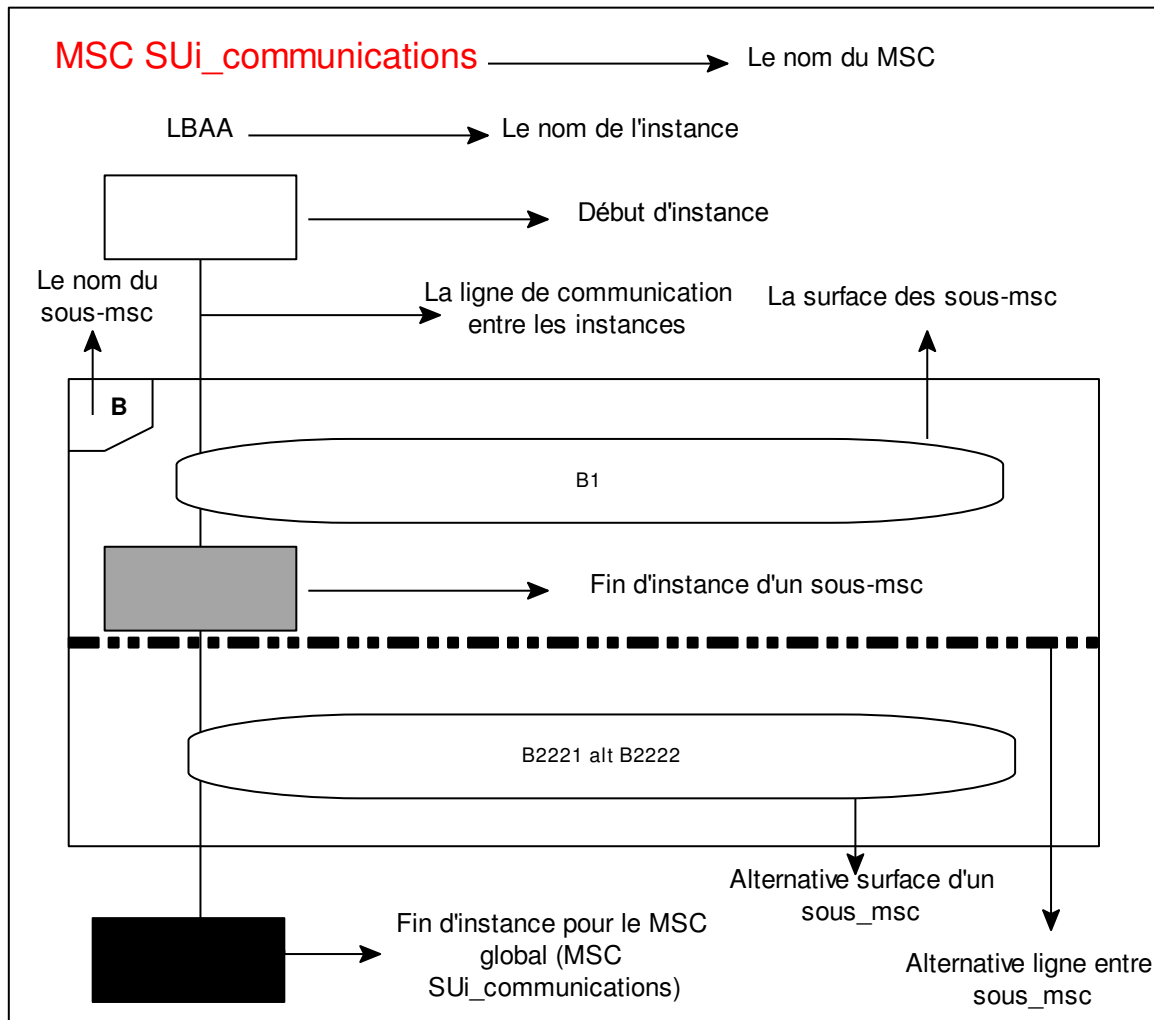 MSC SUi_communications
Le nom du MSC
LBAA
Le nom de l'instance
Début d'instance
Le nom du
sous-msc
La ligne de communication
entre les instances
La surface des sous-msc
B
B1
Fin d'instance d'un sous-msc
B2221 alt B2222
Alternative surface d'un
sous_msc
Fin d'instance pour le MSC
global (MSC
SUi_communications)
Alternative ligne entre
sous_msc